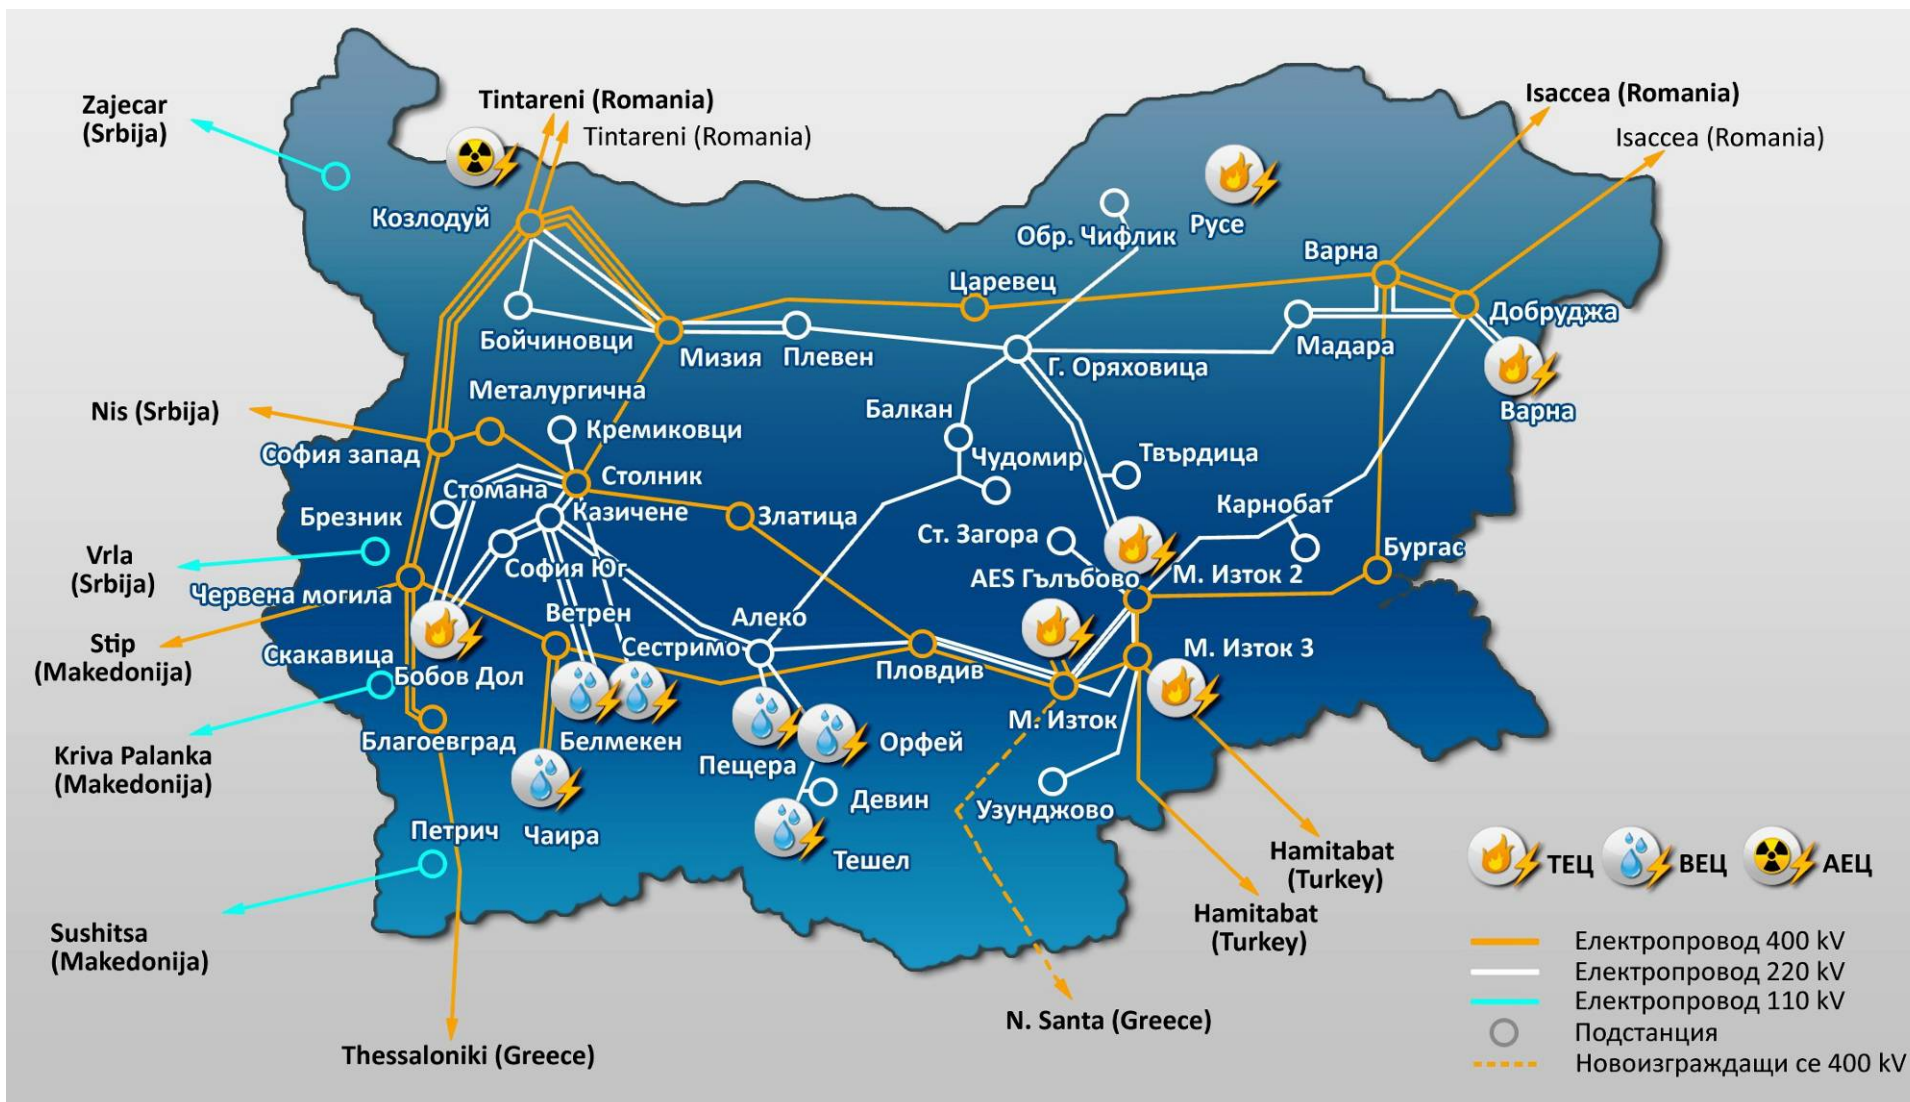 Zajecar
(Srbija)
Tintareni (Romania)
Tintareni (Romania)
Isaccea (Romania)
Isaccea (Romania)
Козлодуй
Обр. Чифлик
Русе
Варна
Царевец
Добруджа
Бойчиновци
Мизия
Плевен
Г. Оряховица
Мадара
Варна
Nis (Srbija)
Металургична
Кремиковци
Балкан
София запад
Столник
Чудомир
Твърдица
Стомана
Брезник
Казичене
Златица
Карнобат
Ст. Загора
Бургас
Vrla
(Srbija)
София Юг
AES Гълъбово
М. Изток 2
Червена могила
Ветрен
Алеко
Stip
(Makedonija)
Скакавица
Бобов Дол
Сестримо
Пловдив
М. Изток 3
М. Изток
Благоевград
Белмекен
Пещера
Орфей
Kriva Palanka
(Makedonija)
Девин
Узунджово
Петрич
Чаира
Тешел
Hamitabat
(Turkey)
Hamitabat
(Turkey)
Sushitsa
(Makedonija)
N. Santa (Greece)
Thessaloniki (Greece)
ТЕЦ
ВЕЦ
АЕЦ
Електропровод 400 kV
Електропровод 220 kV
Електропровод 110 kV
Подстанция
Новоизграждащи се 400 kV